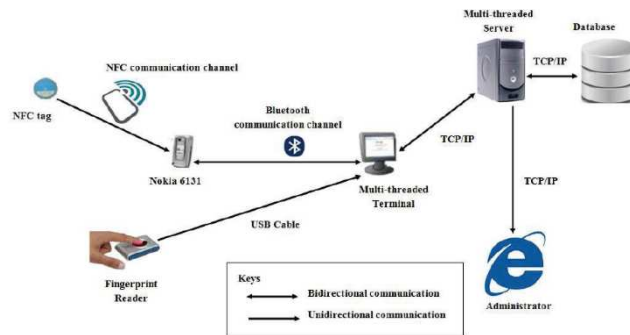 Multi-threaded
Server
Database
NFC communication channel
TCP/IP
NFC tag
Bluetooth
communication channel
TCP/IP
Nokia 6131
Multi-threaded
Terminal
TCP/IP
USB Cable
Fingerprint
Reader
Keys
Bidirectional communication
Unidirectional communication
Administrator